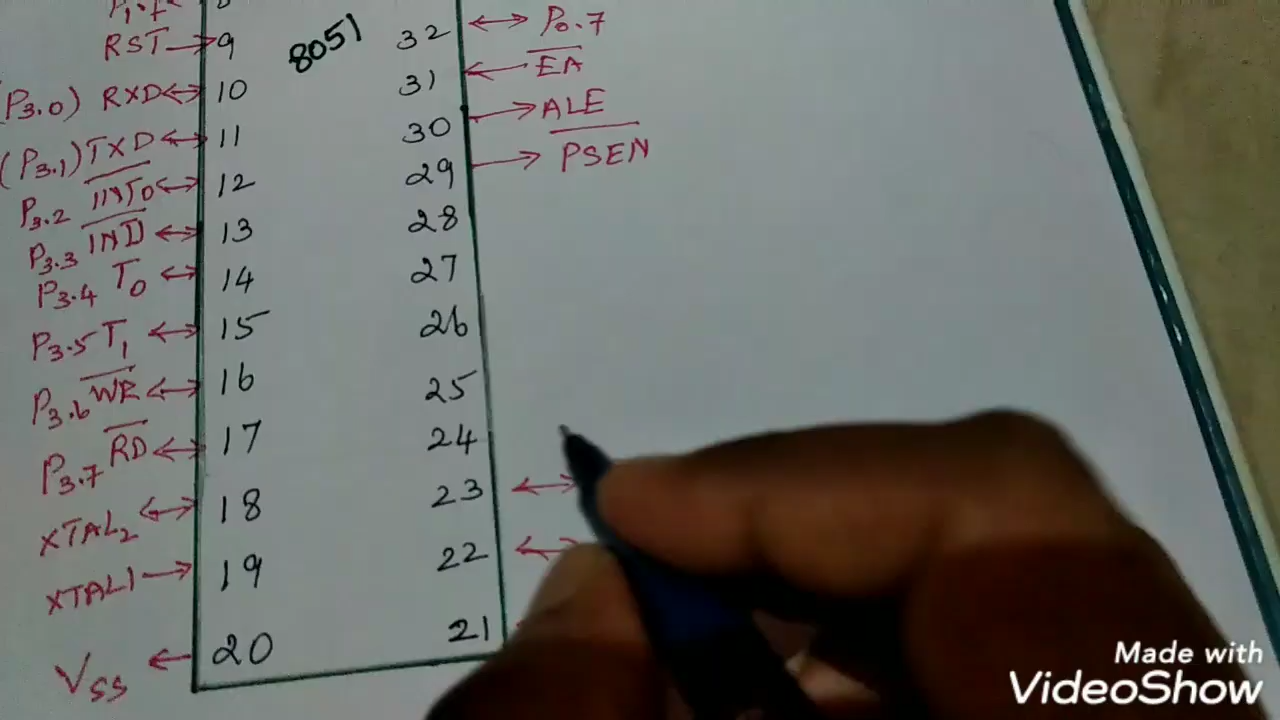 RST 9 8051 32 P0.7
(P3.0) RXD 10 31 EA
(P3.1) TXD 11 30 ALE
P3.2 INT0 12 29 PSEN
P3.3 IND 13 28
P3.4 T0 14 27
P3.5 T1 15 26
P3.6 WR 16 25
P3.7 RD 17 24
XTAL2 18 23
XTAL1 19 22
Vss 20 21
Made with
VideoShow